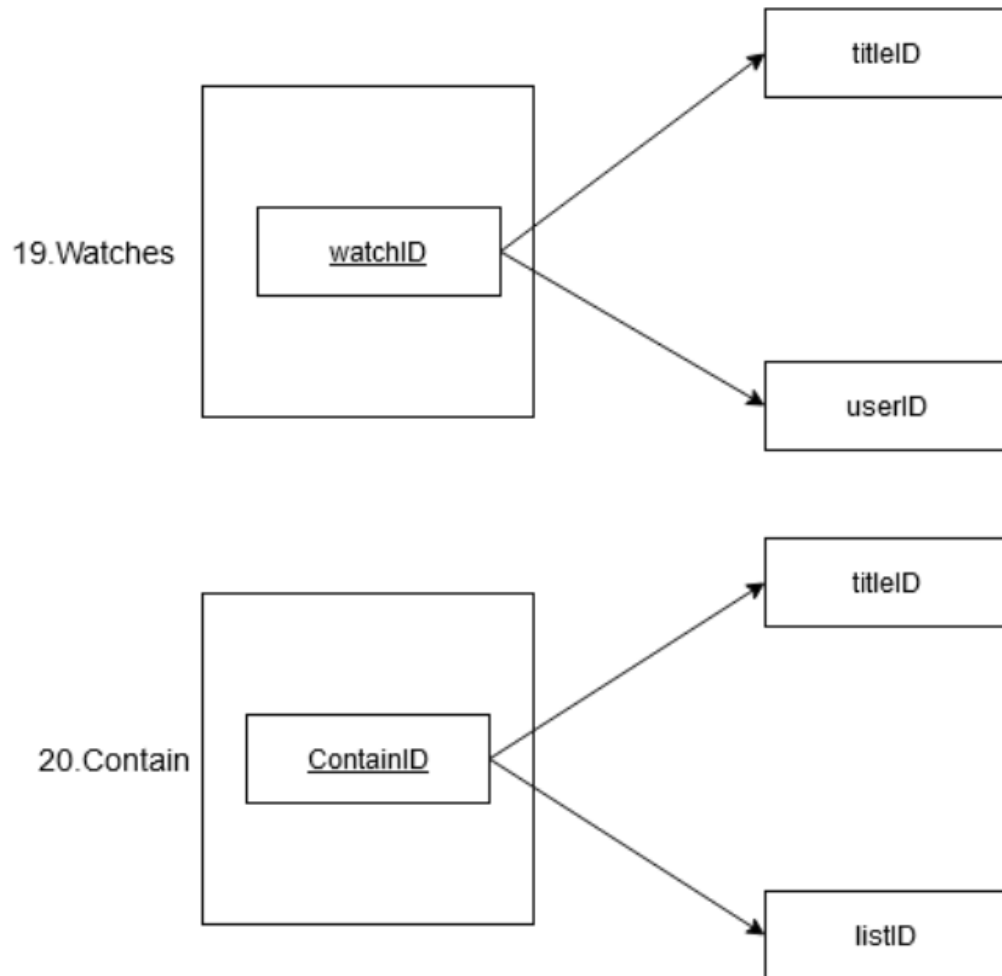 titleID
19.Watches
watchID
userID
titleID
20.Contain
ContainID
listID